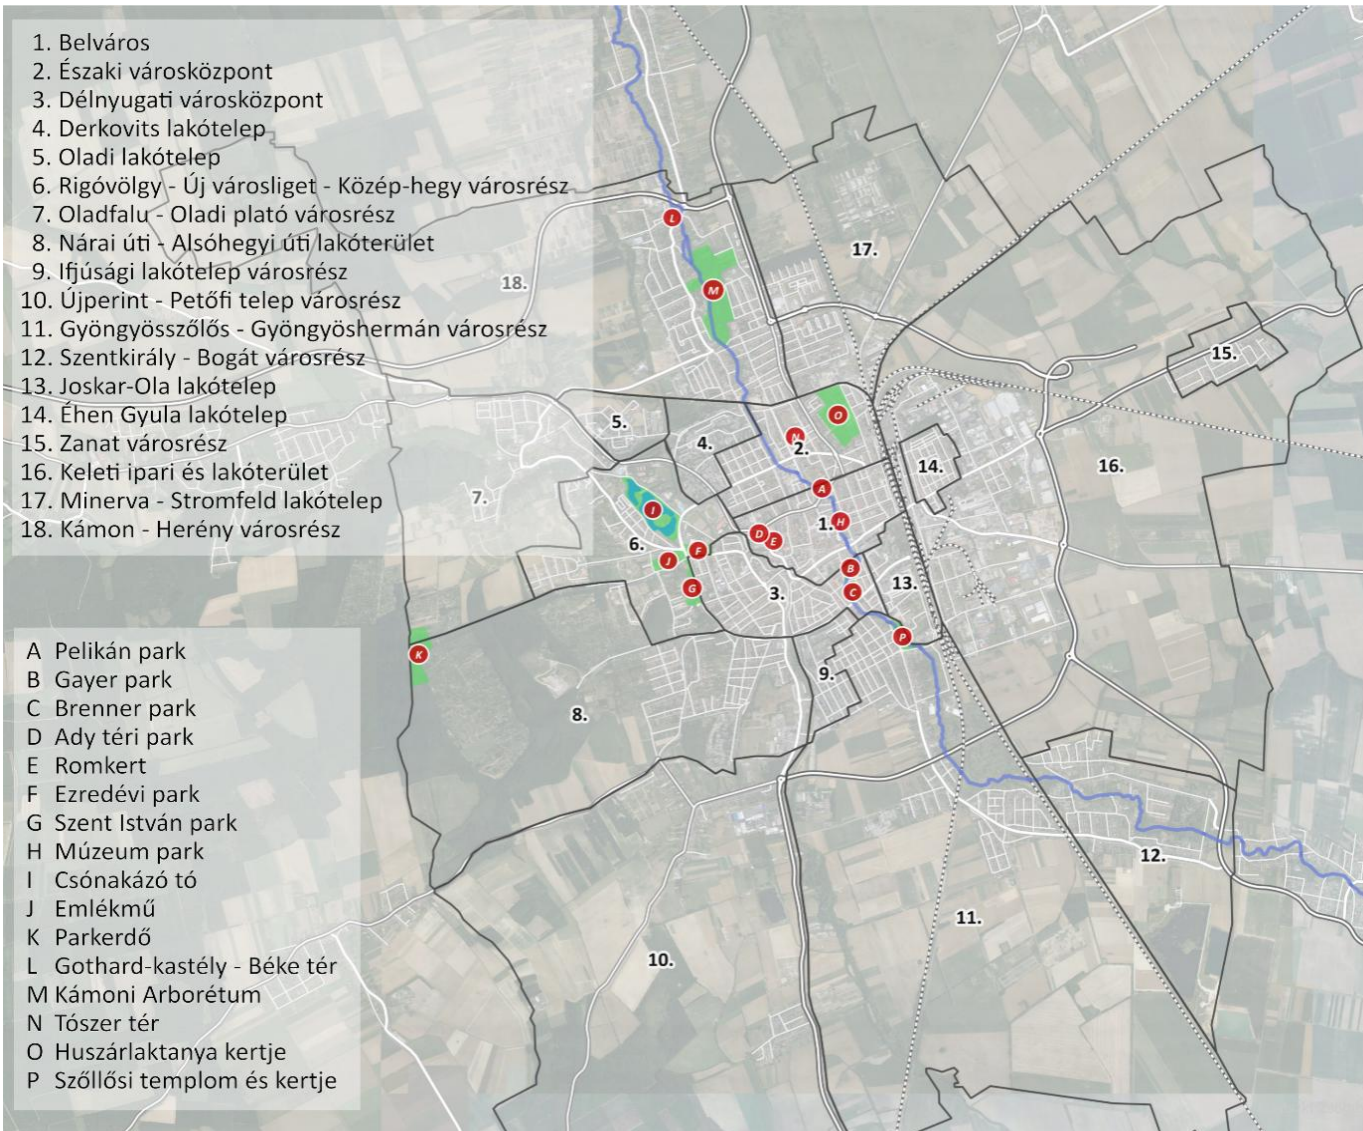 1. Belváros
2. Északi városközpont
3. Délnyugati városközpont
4. Derkovits lakótelep
5. Oladi lakótelep
6. Rigóvölgy - Új városliget - Közép-hegy városrész
7. Oladfalu - Oladi plató városrész
8. Nárai úti - Alsóhegyi úti lakóterület
9. Ifjúsági lakótelep városrész
10. Újperint - Petőfi telep városrész
11. Gyöngyösszőlős - Gyöngyöshermán városrész
12. Szentkirály - Bogát városrész
13. Joskar-Ola lakótelep
14. Éhen Gyula lakótelep
15. Zanat városrész
16. Keleti ipari és lakóterület
17. Minerva - Stromfeld lakótelep
18. Kámon - Herény városrész
A Pelikán park
B Gayer park
C Brenner park
D Ady téri park
E Romkert
F Ezredévi park
G Szent István park
H Múzeum park
I Csónakázó tó
J Emlékmű
K Parkerdő
L Gothard-kastély - Béke tér
M Kámoni Arborétum
N Tószer tér
O Huszárlaktanya kertje
P Szőllősi templom és kertje
L
17.
18.
M
15.
O
5.
N
4.
2.
14.
16.
A
7.
I
1.
H
D
E
6.
F
J
B
13.
G
3.
C
P
K
9.
8.
12.
11.
10.